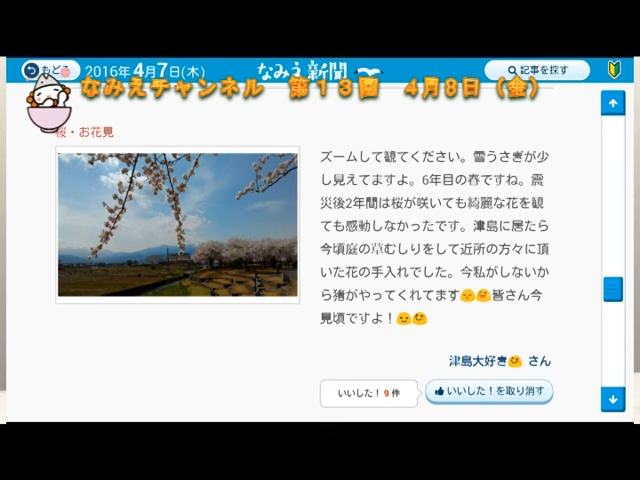 もどる
2016年4月7日(木)
なみえ新聞
記事を探す
なみえチャンネル 第13回 4月8日(金)
桜・お花見
ズームして観てください。雪うさぎが少
し見えてますよ。6年目の春ですね。震
災後2年間は桜が咲いても綺麗な花を観
ても感動しなかったです。津島に居たら
今頃庭の草むしりをして近所の方々に頂
いた花の手入れでした。今私がしないか
ら猪がやってくれてます😊😊皆さん今
見頃ですよ！😊😊
津島大好き😊 さん
いいした！9件
いいした！を取り消す